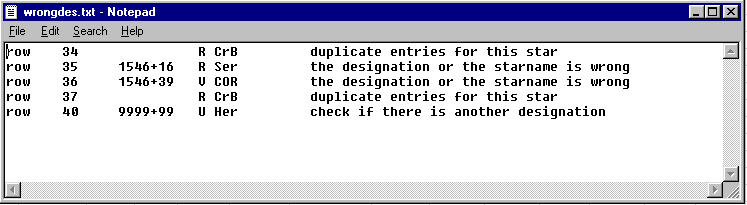 wrongdes.txt - Notepad
File Edit Search Help
row 34 R CrB duplicate entries for this star
row 35 1546+16 R Ser the designation or the starname is wrong
row 36 1546+39 V COR the designation or the starname is wrong
row 37 R CrB duplicate entries for this star
row 40 9999+99 U Her check if there is another designation